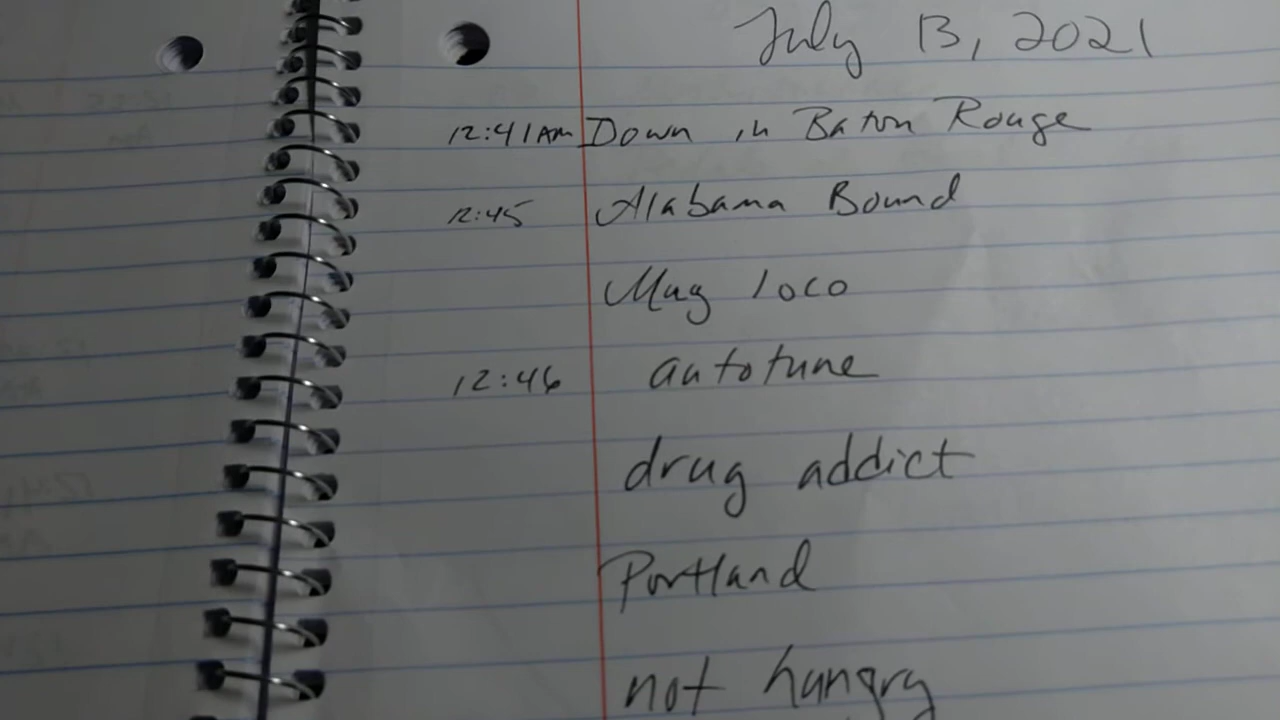 July 13, 2021
12:41AM Down in Baton Rouge
12:45 Alabama Bound
Muy loco
12:46 autotune
drug addict
Portland
not hungry